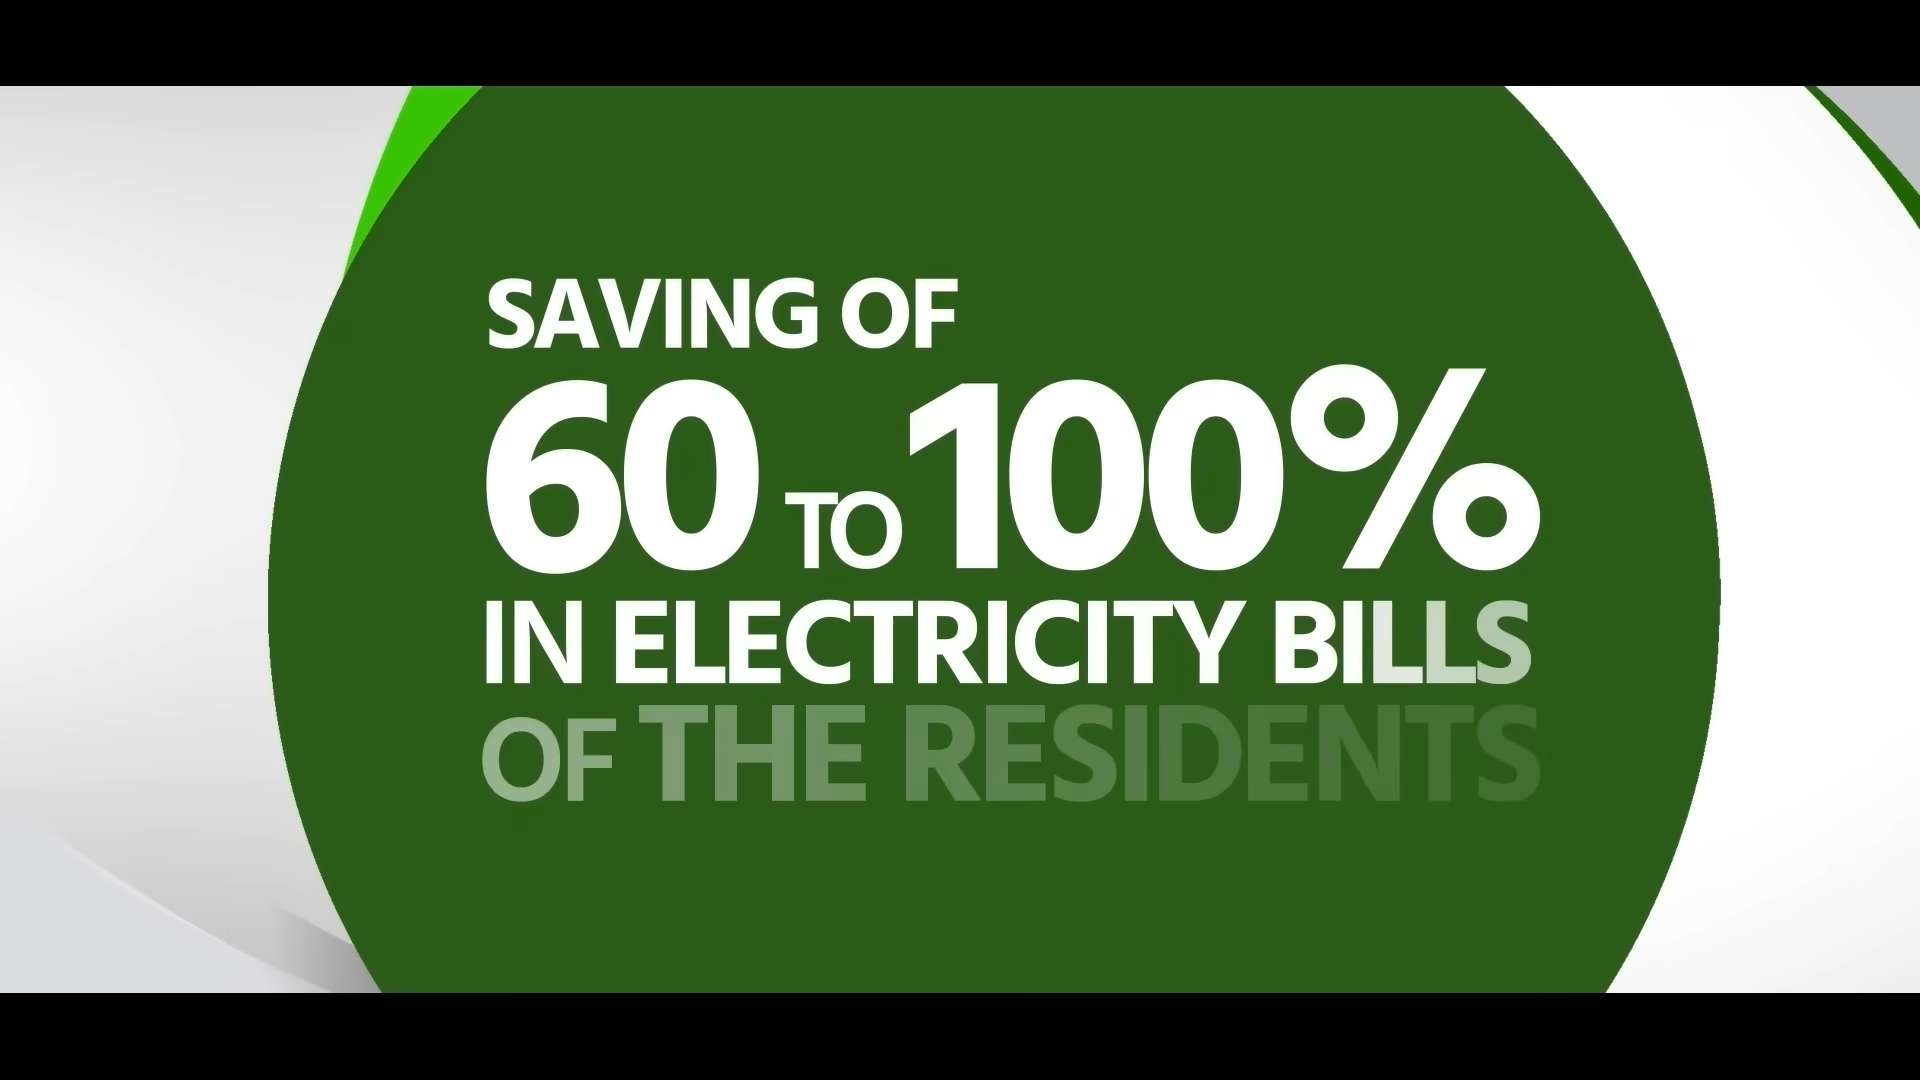 SAVING OF
60 TO 100%
IN ELECTRICITY BILLS
OF THE RESIDENTS